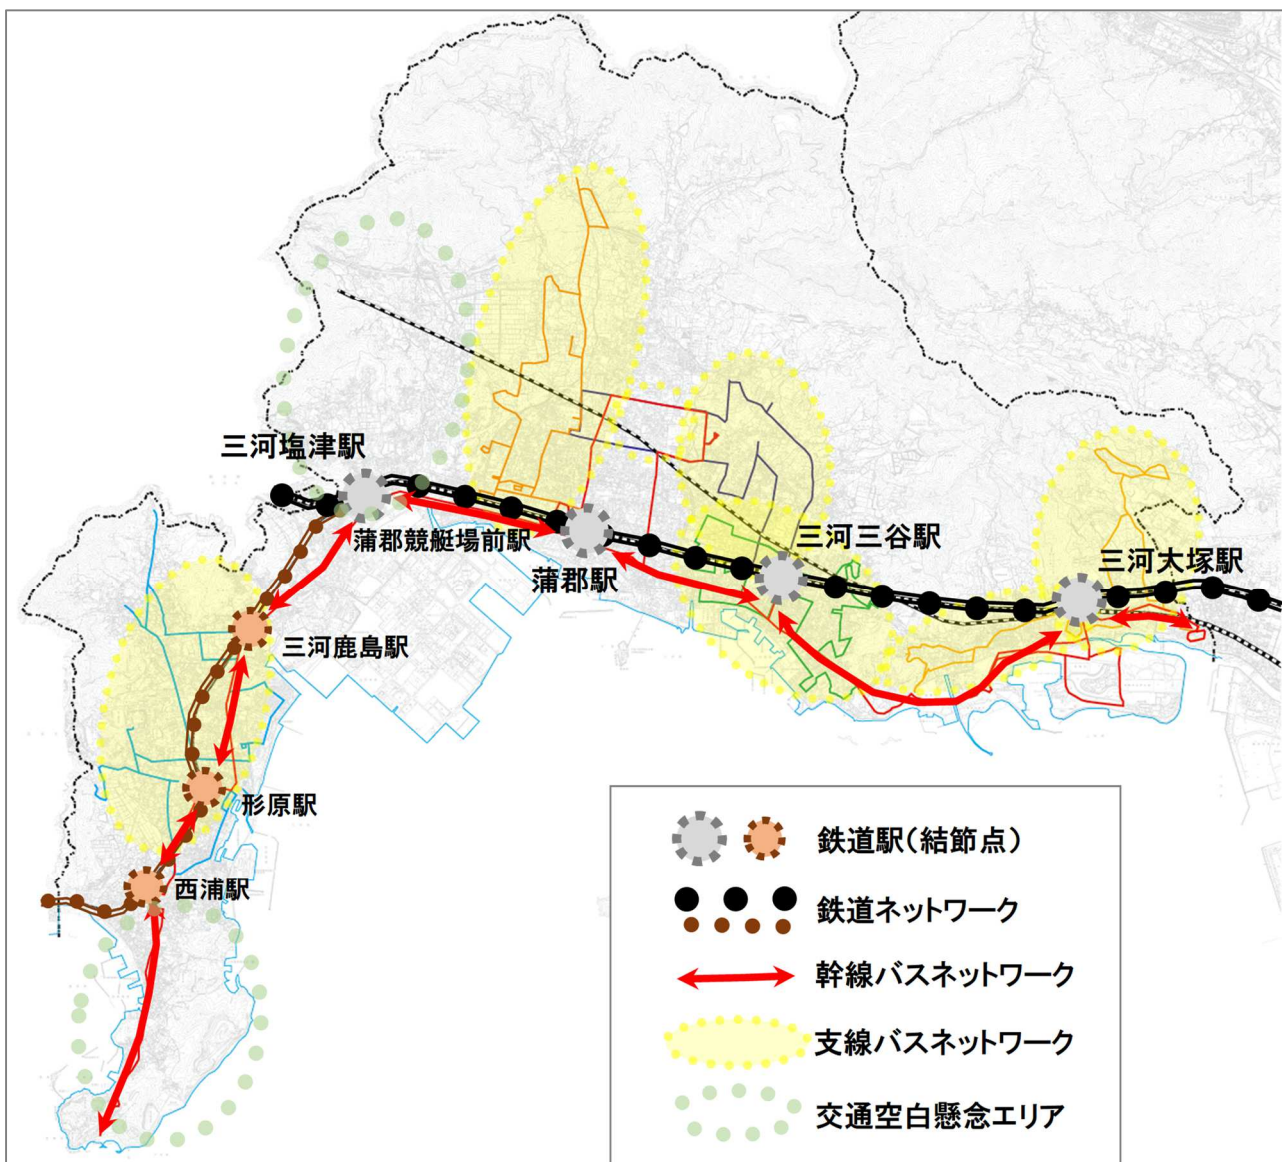 三河塩津駅
蒲郡競艇場前駅
蒲郡駅
三河三谷駅
三河大塚駅
三河鹿島駅
形原駅
西浦駅
鉄道駅(結節点)
鉄道ネットワーク
幹線バスネットワーク
支線バスネットワーク
交通空白懸念エリア